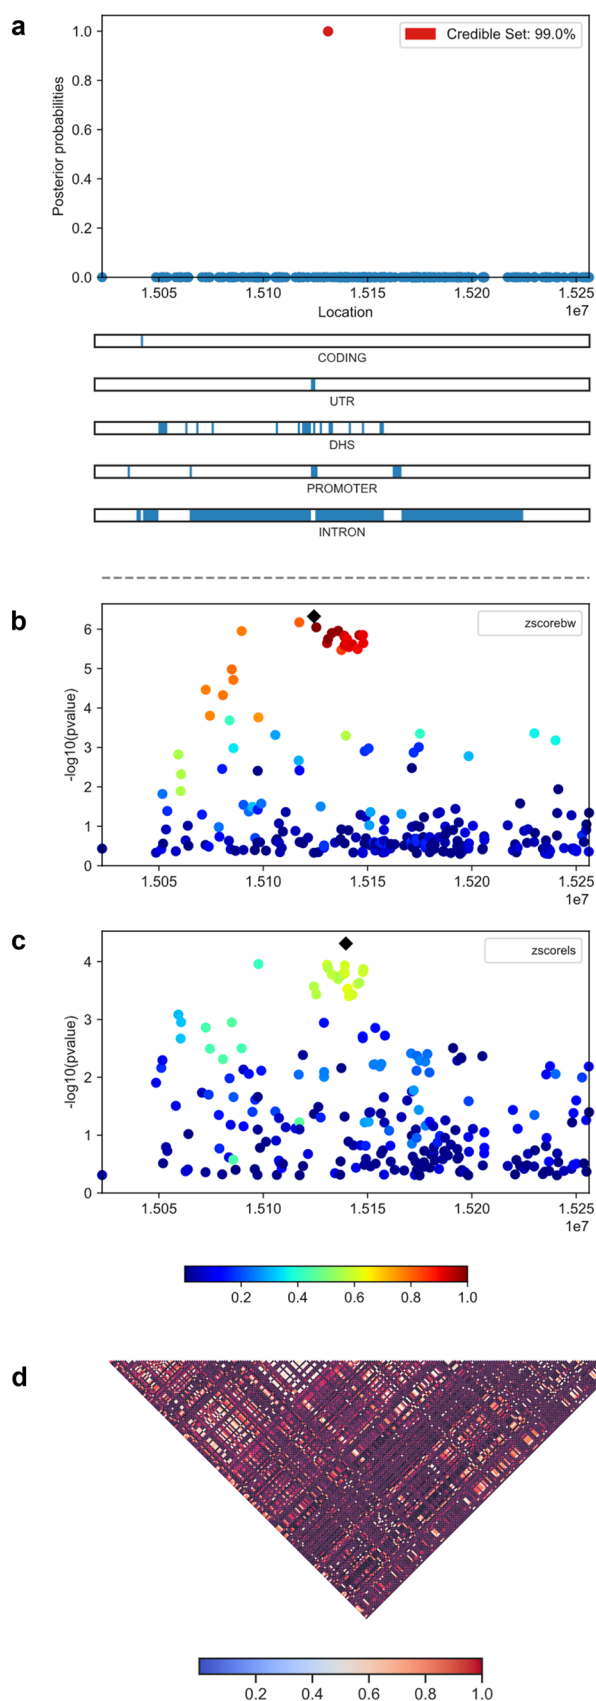 a
Credible Set: 99.0%
Posterior probabilities
1.0
0.8
0.6
0.4
0.2
0.0
1.505 1.510 1.515 1.520 1.525
1e7
Location
CODING
UTR
DHS
PROMOTER
INTRON
b
zscorebw
-log10(pvalue)
6
5
4
3
2
1
0
1.505 1.510 1.515 1.520 1.525
1e7
c
zscorels
-log10(pvalue)
4
3
2
1
0
1.505 1.510 1.515 1.520 1.525
1e7
0.2 0.4 0.6 0.8 1.0
d
0.2 0.4 0.6 0.8 1.0